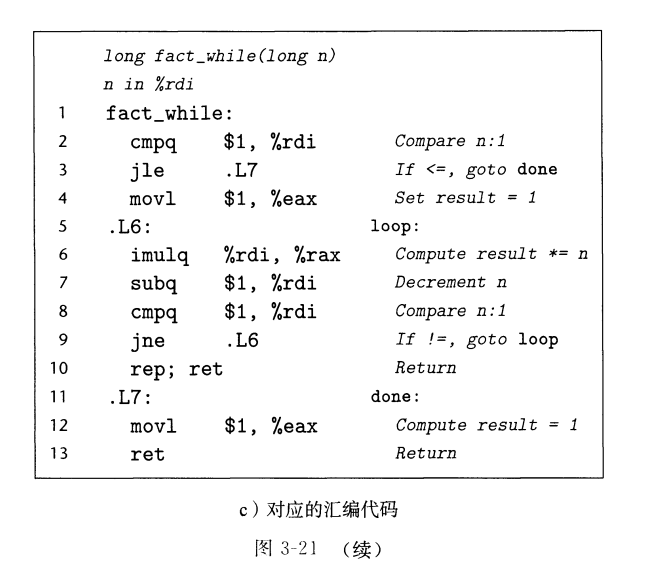 long fact_while(long n)
n in %rdi
1 fact_while:
2 cmpq $1, %rdi Compare n:1
3 jle .L7 If <=, goto done
4 movl $1, %eax Set result = 1
5 .L6: loop:
6 imulq %rdi, %rax Compute result *= n
7 subq $1, %rdi Decrement n
8 cmpq $1, %rdi Compare n:1
9 jne .L6 If !=, goto loop
10 rep; ret Return
11 .L7: done:
12 movl $1, %eax Compute result = 1
13 ret Return
c）对应的汇编代码
图 3-21 （续）